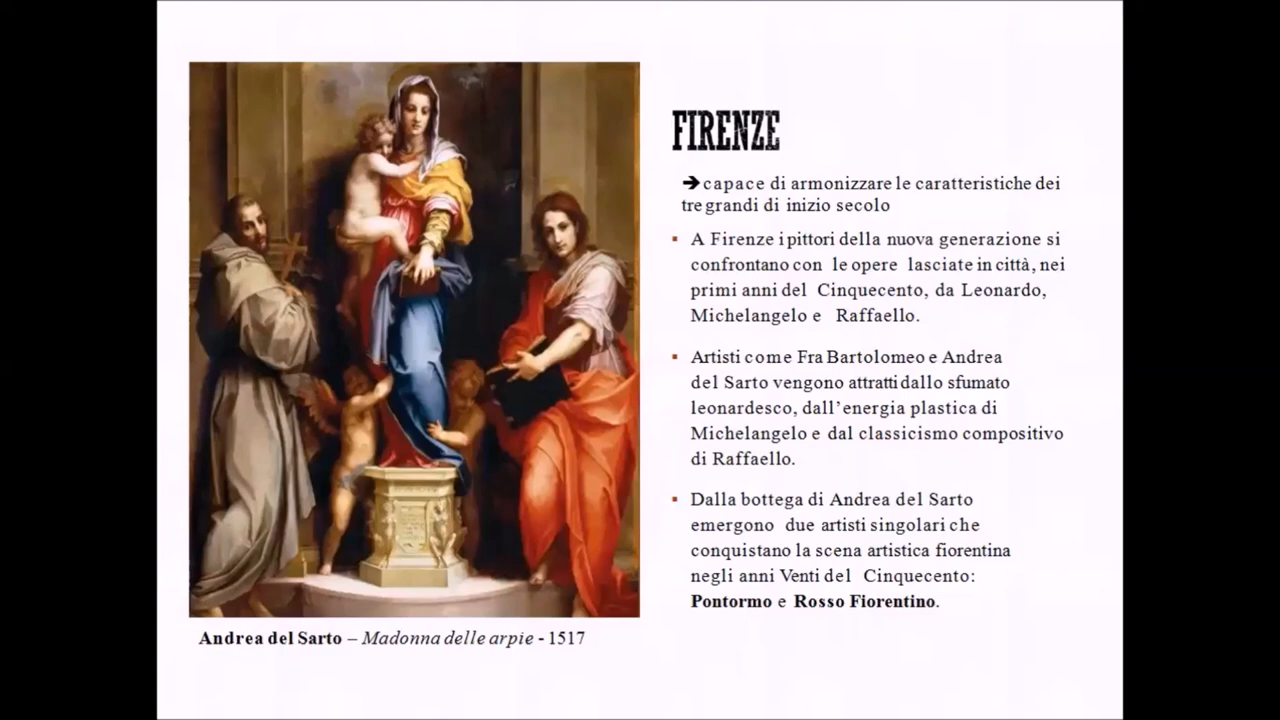 FIRENZE
➔capace di armonizzare le caratteristiche dei
tre grandi di inizio secolo
▪ A Firenze i pittori della nuova generazione si
confrontano con le opere lasciate in città, nei
primi anni del Cinquecento, da Leonardo,
Michelangelo e Raffaello.
▪ Artisti come Fra Bartolomeo e Andrea
del Sarto vengono attratti dallo sfumato
leonardesco, dall'energia plastica di
Michelangelo e dal classicismo compositivo
di Raffaello.
▪ Dalla bottega di Andrea del Sarto
emergono due artisti singolari che
conquistano la scena artistica fiorentina
negli anni Venti del Cinquecento:
Pontormo e Rosso Fiorentino.
Andrea del Sarto – Madonna delle arpie - 1517